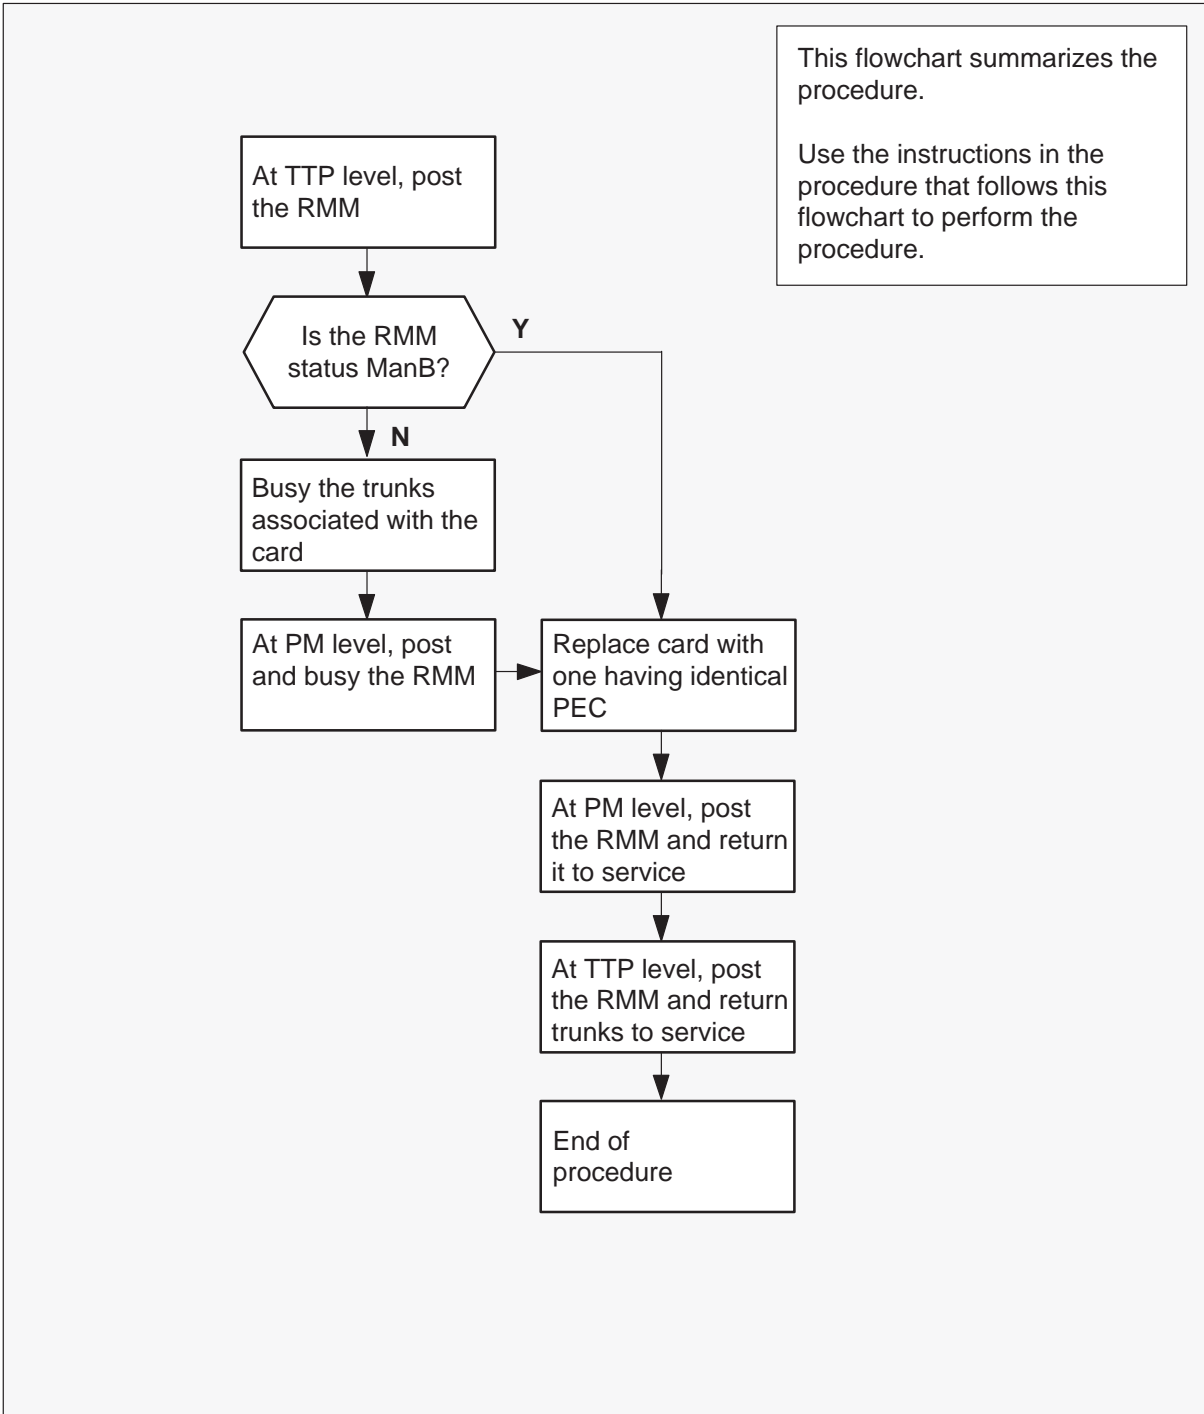 This flowchart summarizes the
procedure.
Use the instructions in the
procedure that follows this
flowchart to perform the
procedure.
At TTP level, post
the RMM
Is the RMM
status ManB?
Y
N
Busy the trunks
associated with the
card
At PM level, post
and busy the RMM
Replace card with
one having identical
PEC
At PM level, post
the RMM and return
it to service
At TTP level, post
the RMM and return
trunks to service
End of
procedure